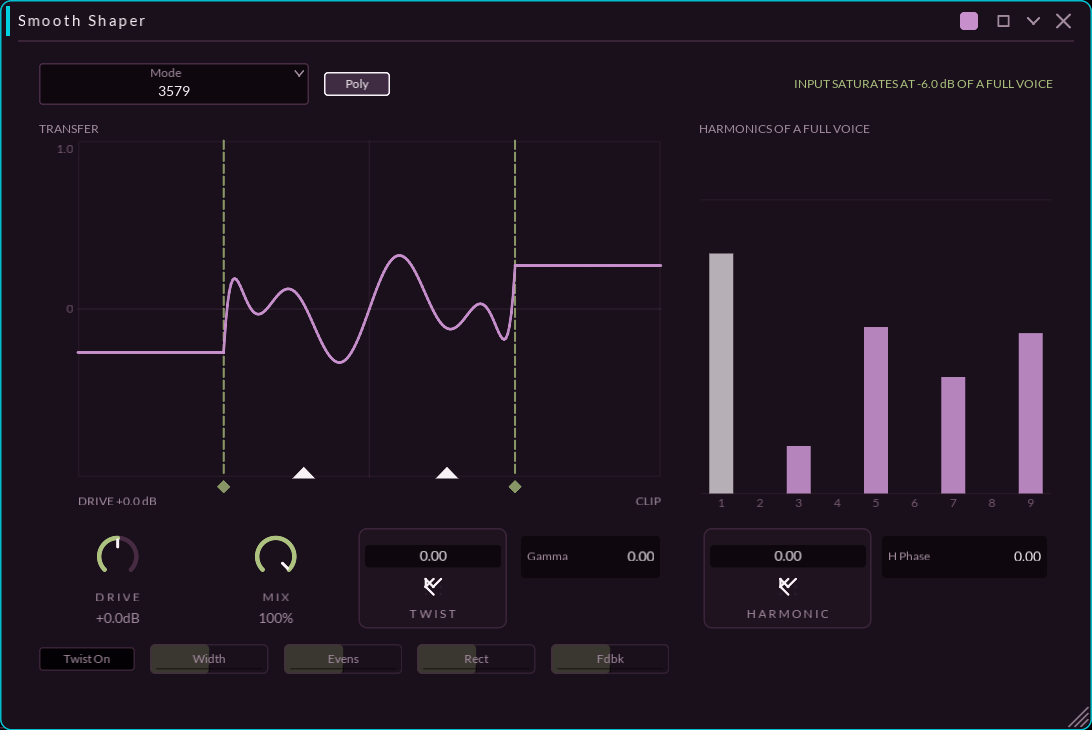 Smooth Shaper
Mode
3579
Poly
INPUT SATURATES AT -6.0 dB OF A FULL VOICE
TRANSFER
HARMONICS OF A FULL VOICE
1.0
0
DRIVE +0.0 dB
CLIP
1 2 3 4 5 6 7 8 9
0.00
Gamma 0.00
0.00
H Phase 0.00
DRIVE
+0.0dB
MIX
100%
TWIST
HARMONIC
Twist On
Width
Evens
Rect
Fdbk